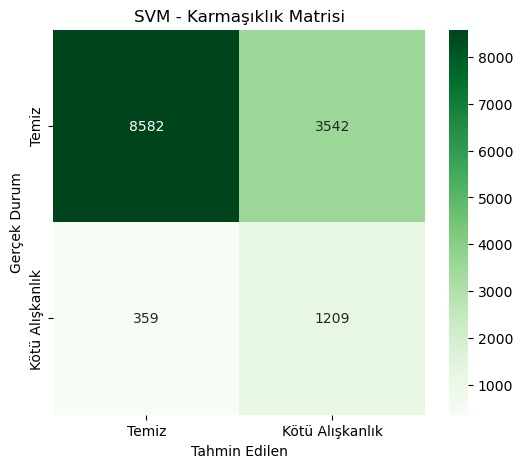 SVM - Karmaşıklık Matrisi
Gerçek Durum
Temiz
Kötü Alışkanlık
8582
3542
359
1209
Temiz
Kötü Alışkanlık
Tahmin Edilen
8000
7000
6000
5000
4000
3000
2000
1000